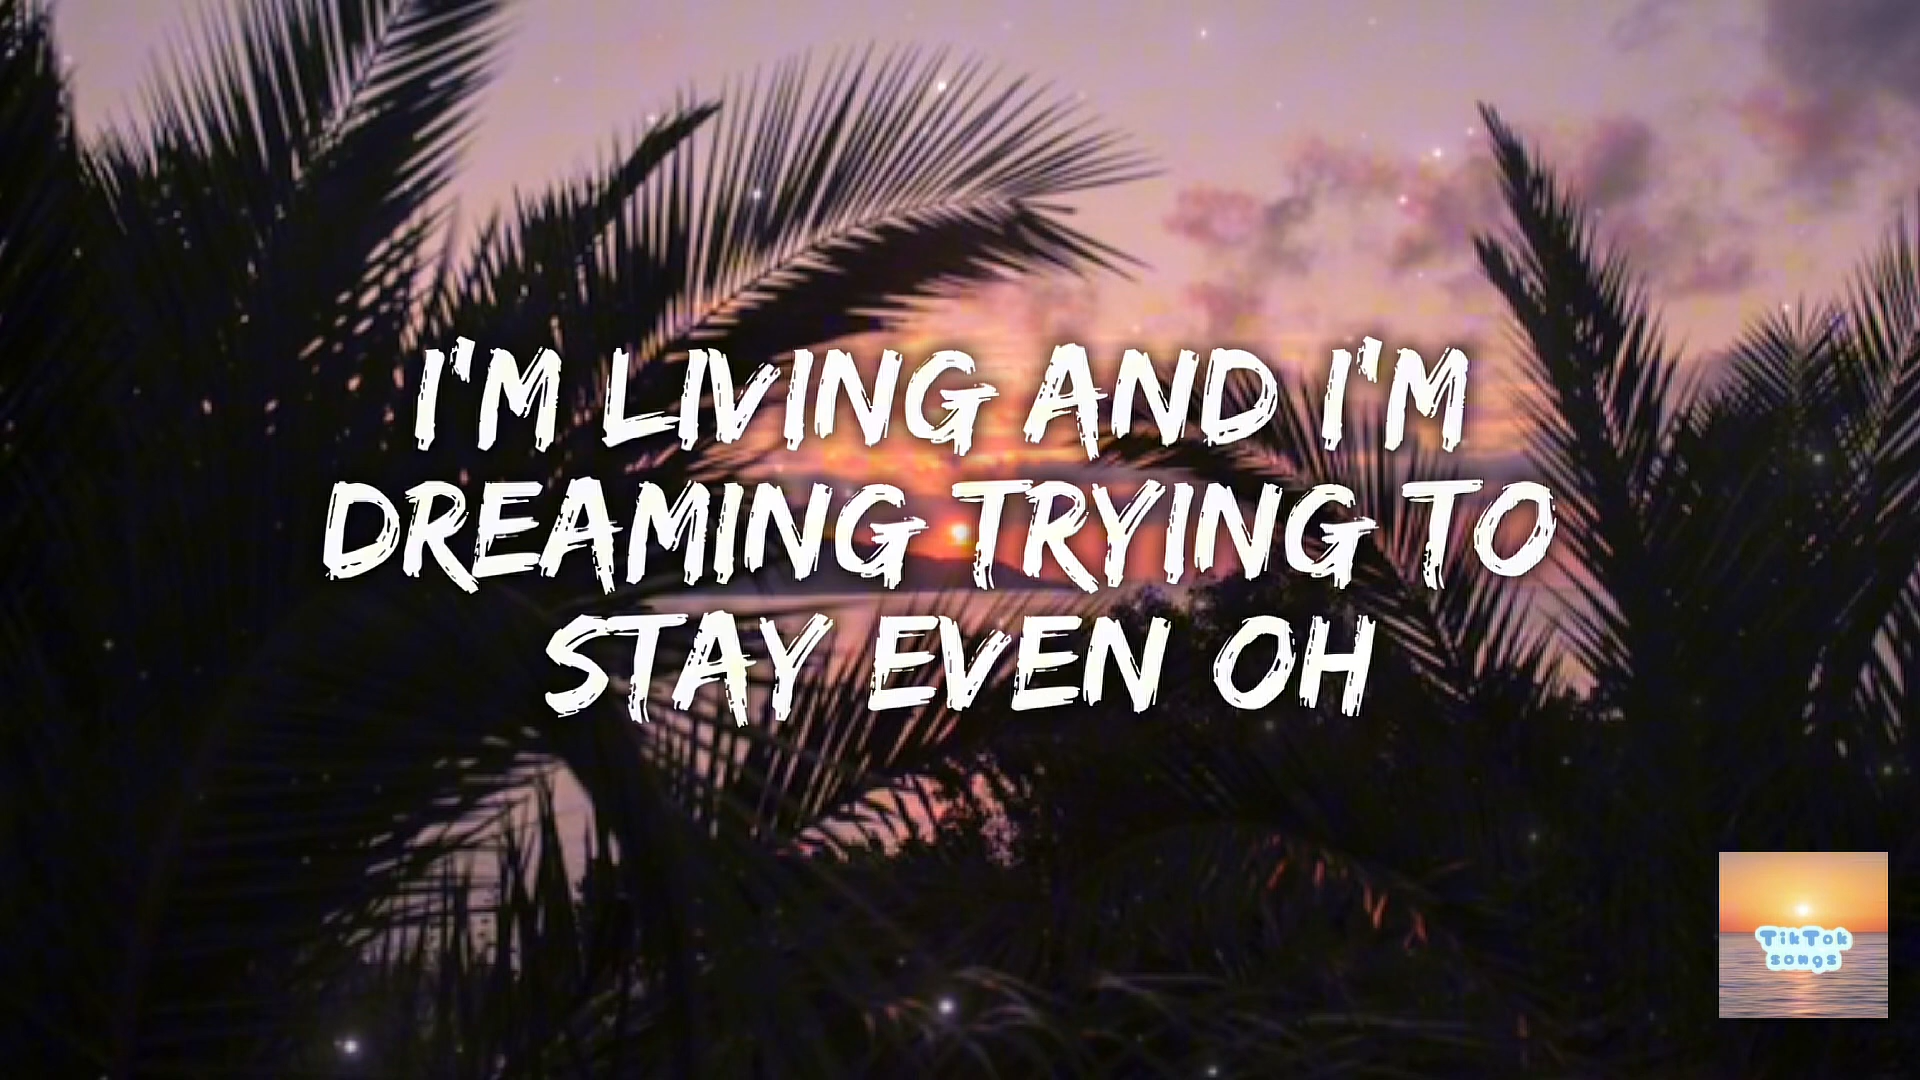 I'M LIVING AND I'M
DREAMING TRYING TO
STAY EVEN OH
TikTok
songs